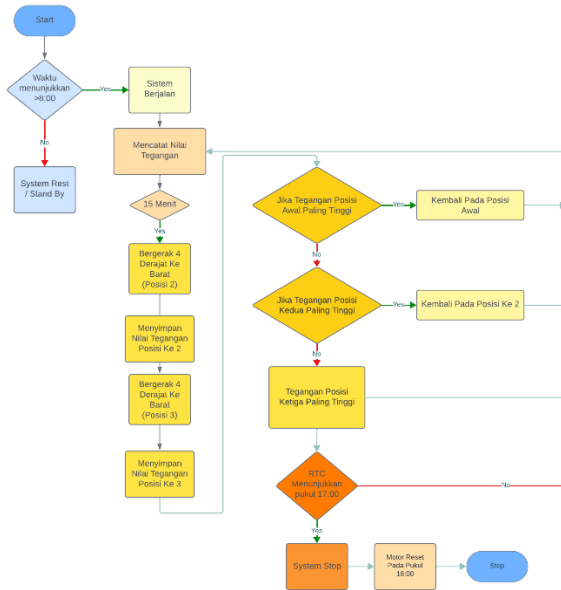 Start
Waktu
menunjukkan
>8:00
Yes
No
System Rest
/ Stand By
Sistem
Berjalan
Mencatat Nilai
Tegangan
15 Menit
Yes
Bergerak 4
Derajat Ke
Barat
(Posisi 2)
Menyimpan
Nilai Tegangan
Posisi Ke 2
Bergerak 4
Derajat Ke
Barat
(Posisi 3)
Menyimpan
Nilai Tegangan
Posisi Ke 3
Jika Tegangan Posisi
Awal Paling Tinggi
Yes
Kembali Pada Posisi
Awal
No
Jika Tegangan Posisi
Kedua Paling Tinggi
Yes
Kembali Pada Posisi Ke 2
No
Tegangan Posisi
Ketiga Paling Tinggi
RTC
Menunjukkan
pukul 17:00
No
Yes
System Stop
Motor Reset
Pada Pukul
18:00
Stop